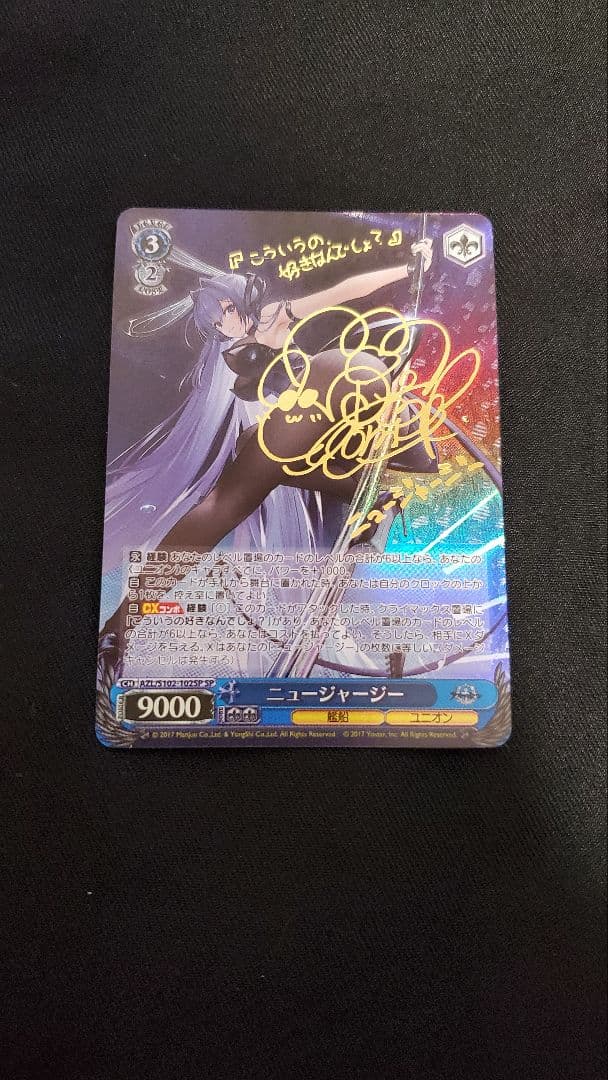 LEVEL
3
2
COST
『こういうの、
好きなんでしょ？』
ニュージャージー
永 経験 あなたのレベル置場のカードのレベルの合計が6以上なら、あなたの
《ユニオン》のキャラすべてに、パワーを＋1000。
自 このカードが手札から舞台に置かれた時、あなたは自分のクロックの上か
ら1枚を、控え室に置いてよい。
自 CXコンボ 経験 [①] このカードがアタックした時、クライマックス置場に
「こういうの好きなんでしょ？」があり、あなたのレベル置場のカードのレベル
の合計が6以上なら、あなたはコストを払ってよい。そうしたら、相手にXダ
メージを与える。Xはあなたの「ニュージャージー」の枚数に等しい。(ダメージ
キャンセルは発生する)
CH AZL/S102-102SP SP
ニュージャージー
9000
艦船
ユニオン
© 2017 Manjuu Co.,Ltd. & YongShi Co.,Ltd. All Rights Reserved. © 2017 Yostar, Inc. All Rights Reserved.